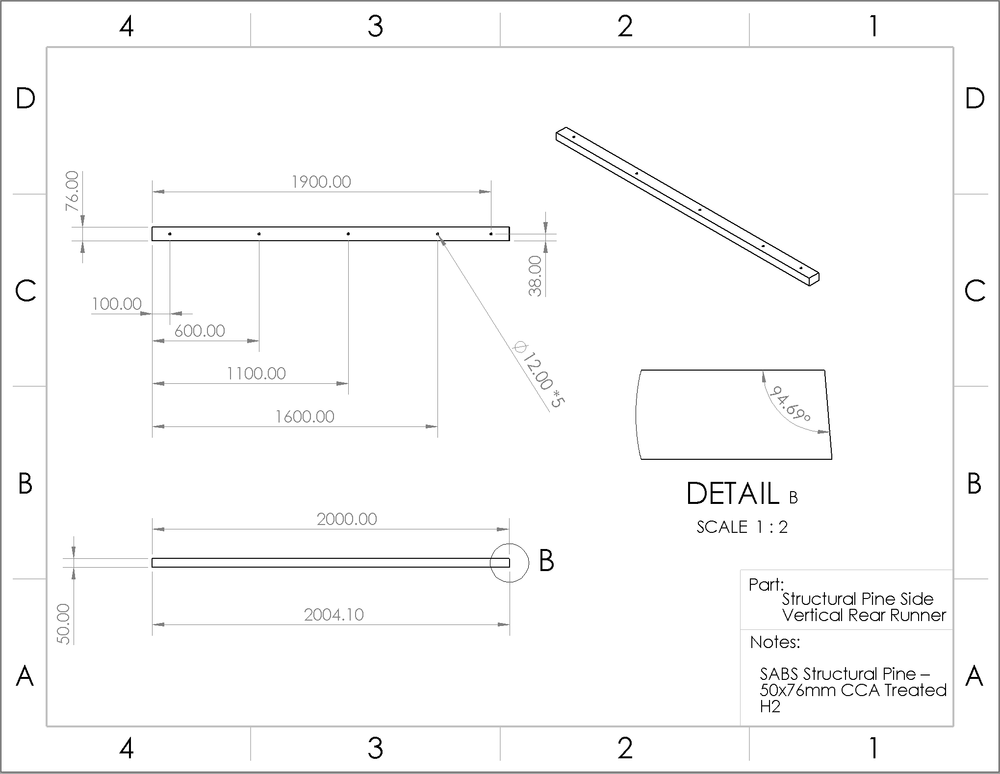 4 3 2 1
D D
1900.00
76.00
38.00
C C
100.00
600.00
⌀ 12.00 *5
1100.00
94.69°
1600.00
B B
DETAIL B
SCALE 1 : 2
2000.00
B
50.00
2004.10
Part:
Structural Pine Side
Vertical Rear Runner
Notes:
SABS Structural Pine –
50x76mm CCA Treated
H2
A A
4 3 2 1